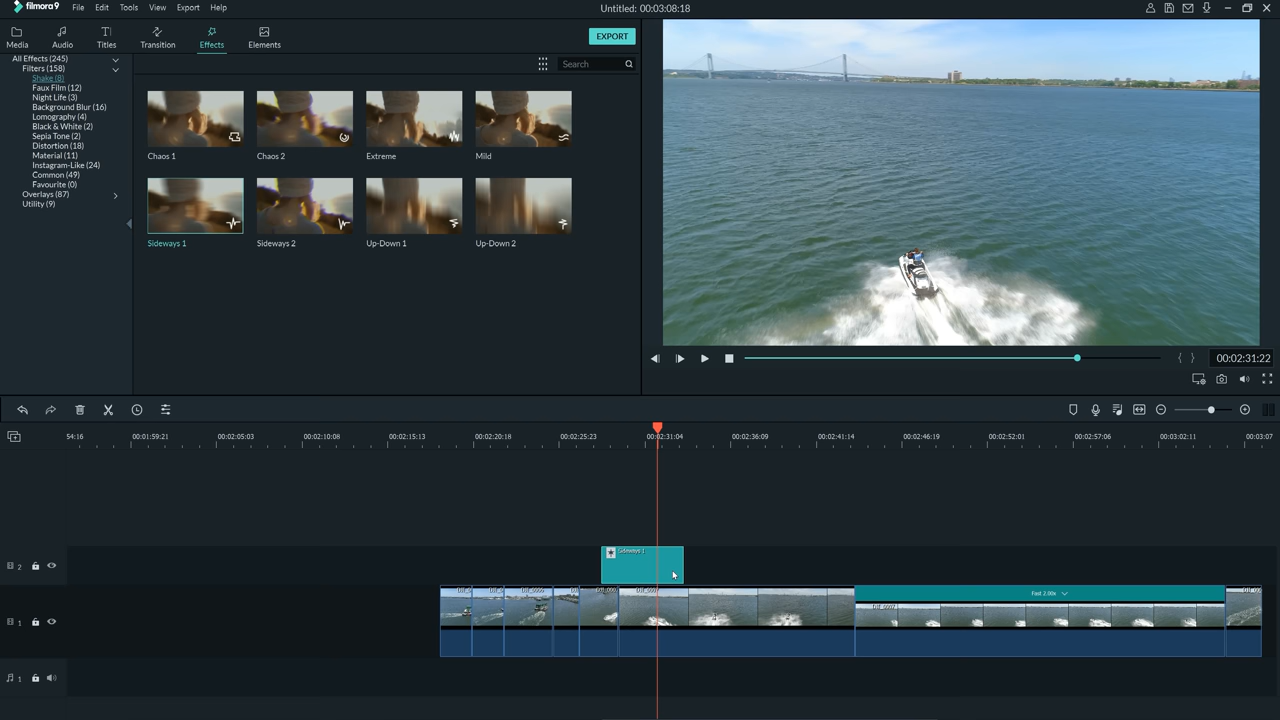 filmora9 File Edit Tools View Export Help Untitled: 00:03:08:18
Media Audio Titles Transition Effects Elements EXPORT
Search
All Effects (245)
Filters (158)
Shake (8)
Faux Film (12)
Night Life (3)
Background Blur (16)
Lomography (4)
Black & White (2)
Sepia Tone (2)
Distortion (18)
Material (11)
Instagram-Like (24)
Common (49)
Favourite (0)
Overlays (87)
Utility (9)
Chaos 1 Chaos 2 Extreme Mild
Sideways 1 Sideways 2 Up-Down 1 Up-Down 2
00:02:31:22
54:16 00:01:59:21 00:02:05:03 00:02:10:08 00:02:15:13 00:02:20:18 00:02:25:23 00:02:31:04 00:02:36:09 00:02:41:14 00:02:46:19 00:02:52:01 00:02:57:06 00:03:02:11 00:03:07
2 Sideways 1
Fast 2.00x
1
1